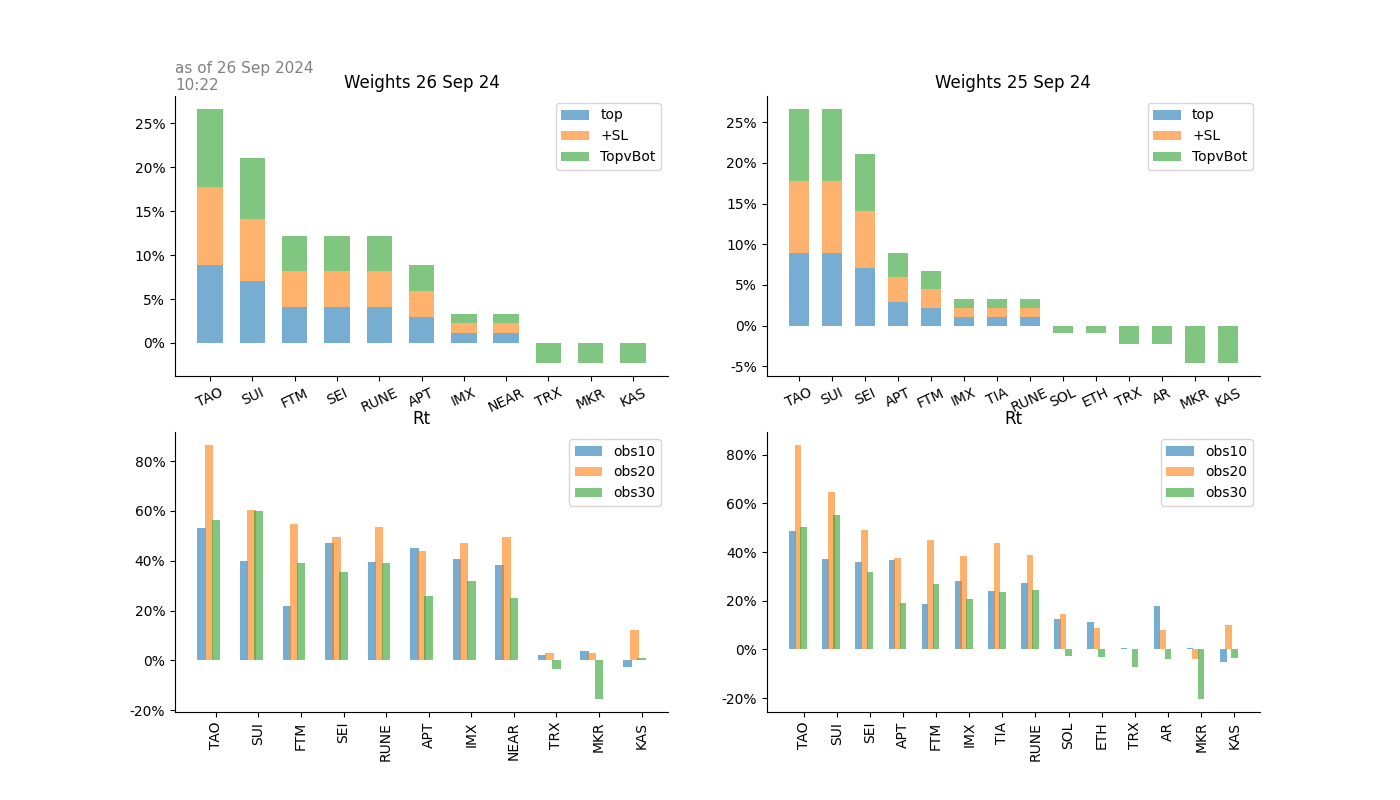 as of 26 Sep 2024
10:22
Weights 26 Sep 24
25%
20%
15%
10%
5%
0%
top
+SL
TopvBot
TAO SUI FTM SEI RUNE APT IMX NEAR TRX MKR KAS
Weights 25 Sep 24
25%
20%
15%
10%
5%
0%
-5%
top
+SL
TopvBot
TAO SUI SEI APT FTM IMX TIA RUNE SOL ETH TRX AR MKR KAS
Rt
80%
60%
40%
20%
0%
-20%
obs10
obs20
obs30
TAO SUI FTM SEI RUNE APT IMX NEAR TRX MKR KAS
Rt
80%
60%
40%
20%
0%
-20%
obs10
obs20
obs30
TAO SUI SEI APT FTM IMX TIA RUNE SOL ETH TRX AR MKR KAS